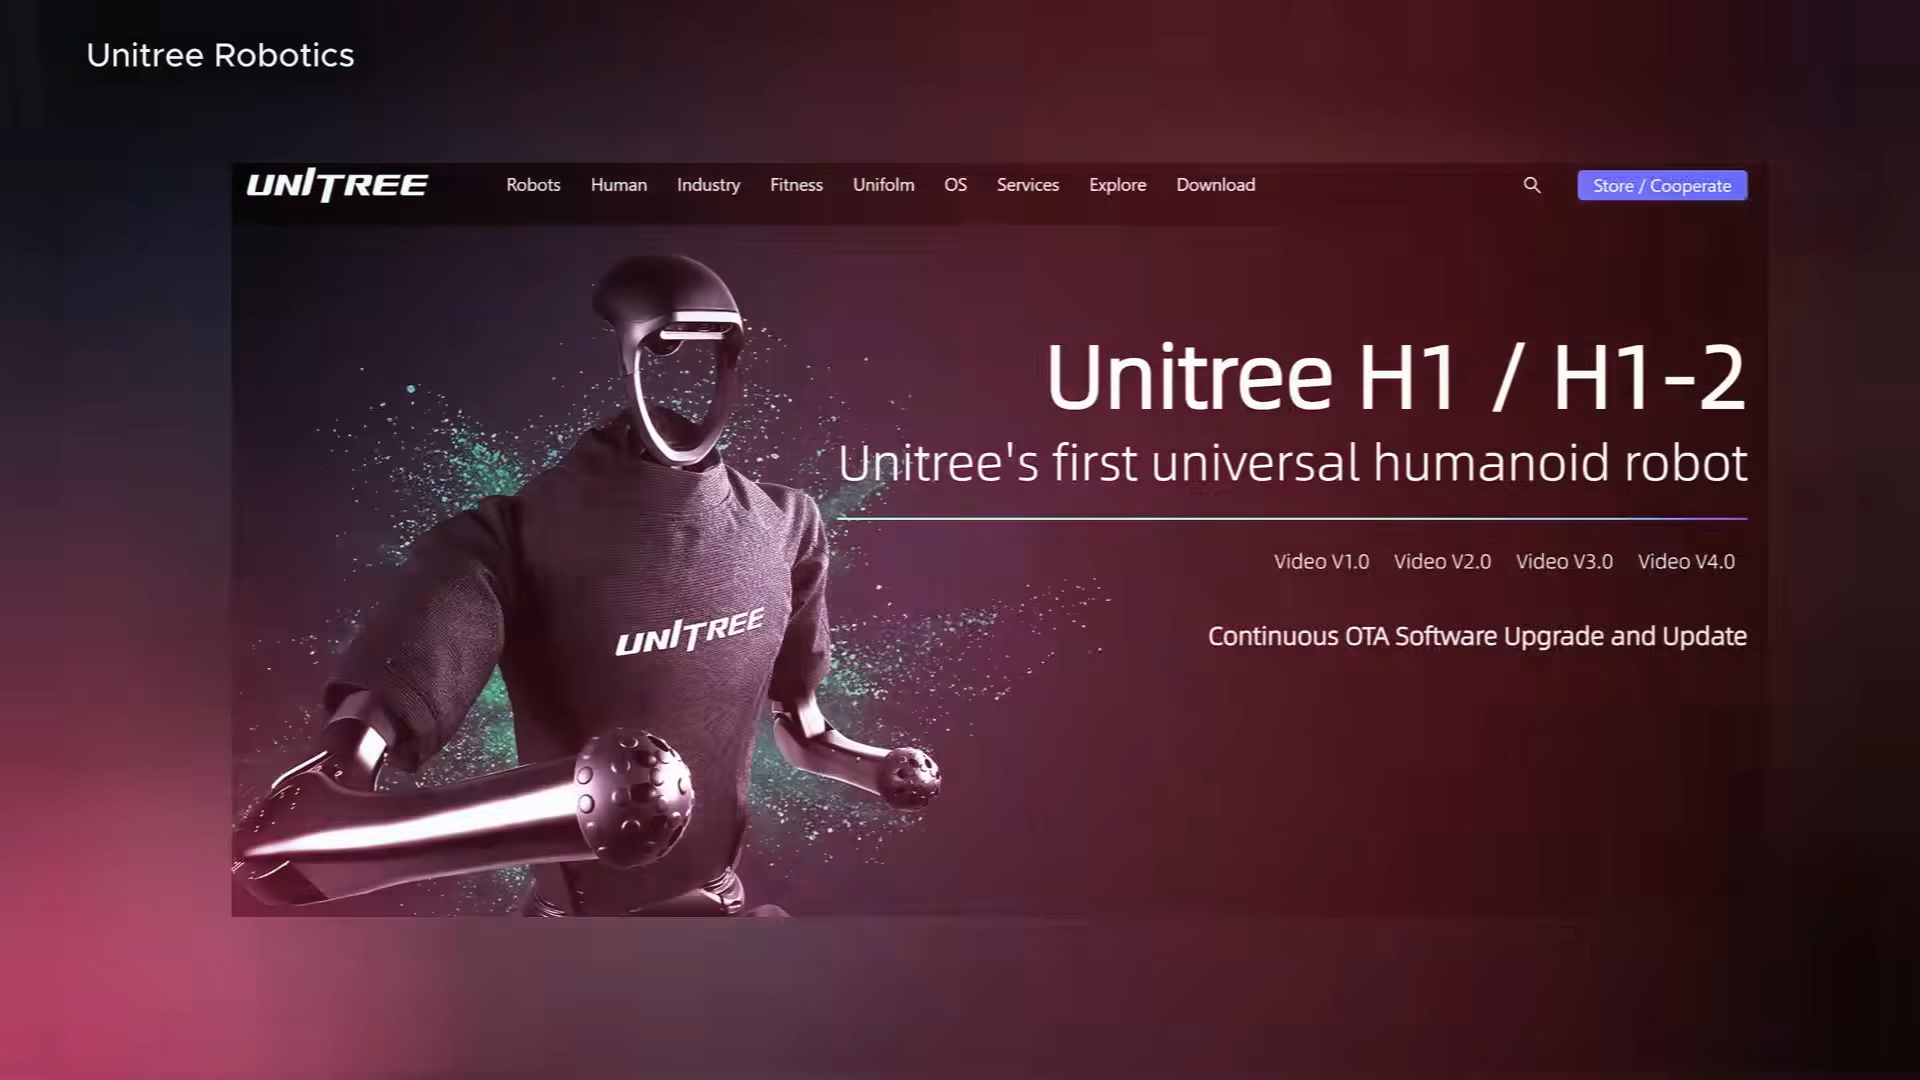 Unitree Robotics
UNITREE
Robots Human Industry Fitness Unifolm OS Services Explore Download
Store / Cooperate
Unitree H1 / H1-2
Unitree's first universal humanoid robot
Video V1.0 Video V2.0 Video V3.0 Video V4.0
UNITREE
Continuous OTA Software Upgrade and Update